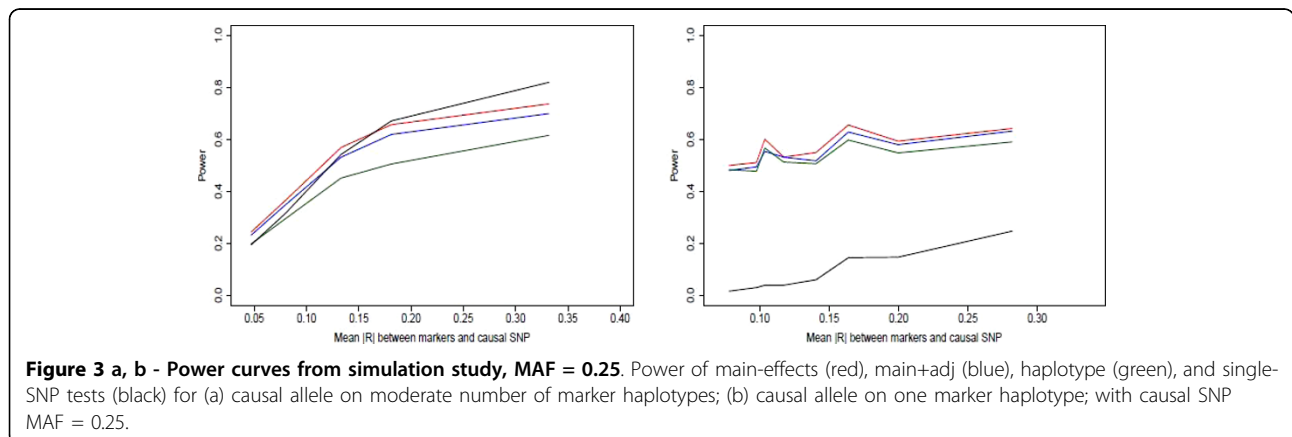 Power
1.0
0.8
0.6
0.4
0.2
0.0
0.05 0.10 0.15 0.20 0.25 0.30 0.35 0.40
Mean |R| between markers and causal SNP
Power
1.0
0.8
0.6
0.4
0.2
0.0
0.10 0.15 0.20 0.25 0.30
Mean |R| between markers and causal SNP
Figure 3 a, b - Power curves from simulation study, MAF = 0.25. Power of main-effects (red), main+adj (blue), haplotype (green), and single-
SNP tests (black) for (a) causal allele on moderate number of marker haplotypes; (b) causal allele on one marker haplotype; with causal SNP
MAF = 0.25.